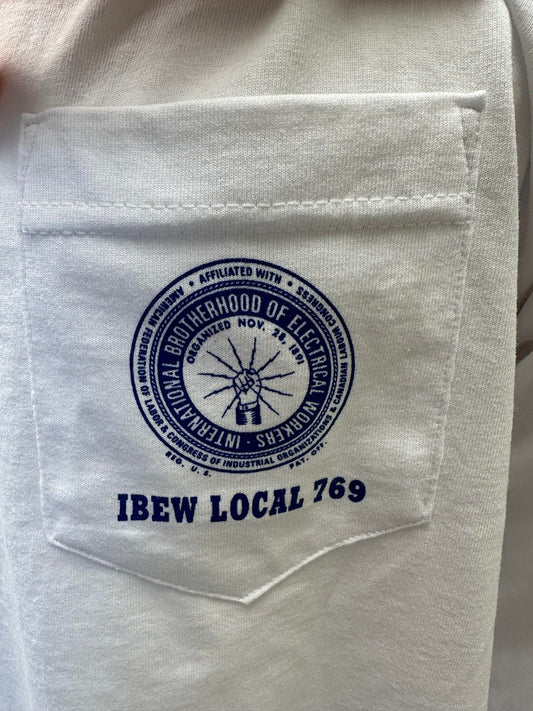 · AFFILIATED WITH ·
AMERICAN FEDERATION OF LABOR & CONGRESS OF INDUSTRIAL ORGANIZATIONS & CANADIAN LABOUR CONGRESS
INTERNATIONAL BROTHERHOOD OF ELECTRICAL WORKERS ·
ORGANIZED NOV. 28, 1891
REG. U. S. PAT. OFF.
IBEW LOCAL 769